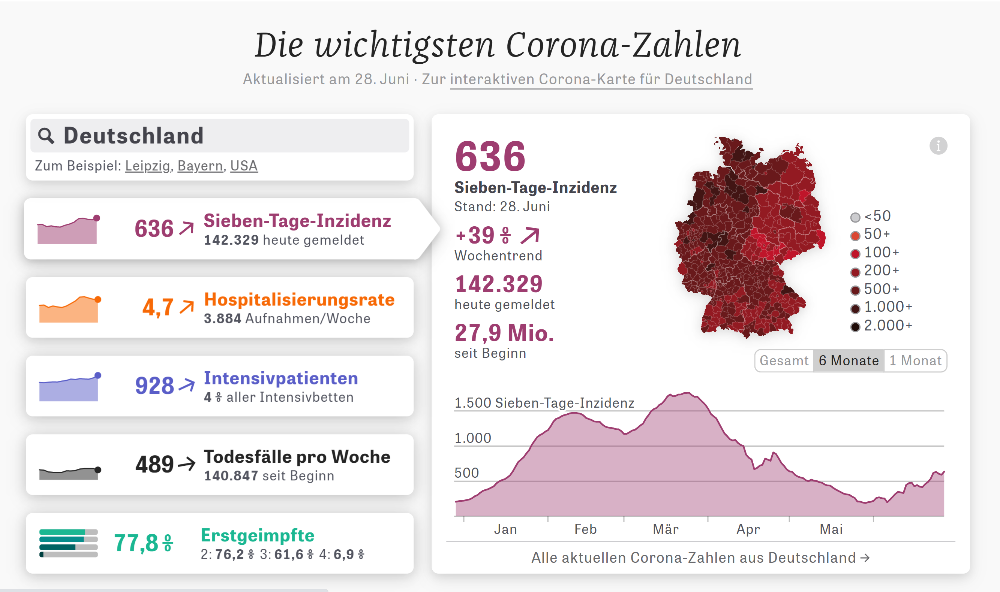 Die wichtigsten Corona-Zahlen
Aktualisiert am 28. Juni · Zur interaktiven Corona-Karte für Deutschland
Deutschland
Zum Beispiel: Leipzig, Bayern, USA
636 ↗ Sieben-Tage-Inzidenz
142.329 heute gemeldet
4,7 ↗ Hospitalisierungsrate
3.884 Aufnahmen/Woche
928 ↗ Intensivpatienten
4 % aller Intensivbetten
489 → Todesfälle pro Woche
140.847 seit Beginn
77,8 % Erstgeimpfte
2: 76,2 % 3: 61,6 % 4: 6,9 %
636
Sieben-Tage-Inzidenz
Stand: 28. Juni
+39 % ↗
Wochentrend
142.329
heute gemeldet
27,9 Mio.
seit Beginn
i
<50
50+
100+
200+
500+
1.000+
2.000+
Gesamt 6 Monate 1 Monat
1.500 Sieben-Tage-Inzidenz
1.000
500
Jan Feb Mär Apr Mai
Alle aktuellen Corona-Zahlen aus Deutschland →